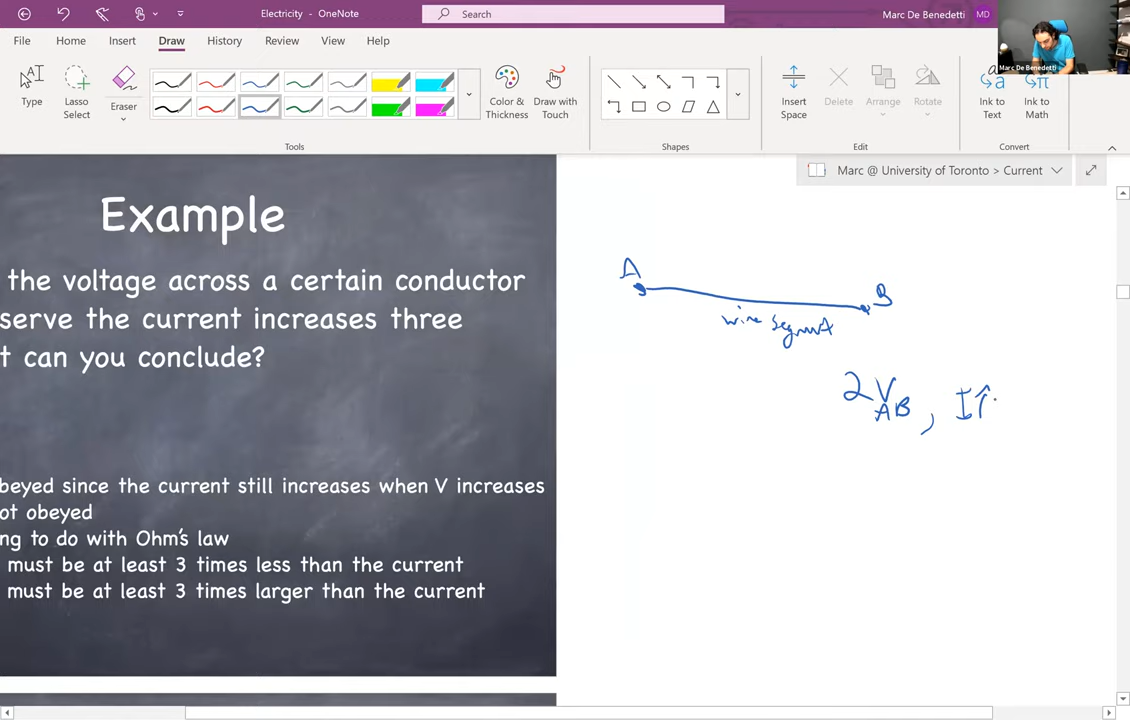 Electricity - OneNote
Search
Marc De Benedetti
MD
File Home Insert Draw History Review View Help
Marc De Benedetti
Type
Lasso Select
Eraser
Color & Thickness
Draw with Touch
Insert Space
Delete
Arrange
Rotate
Ink to Text
Ink to Math
Tools
Shapes
Edit
Convert
Marc @ University of Toronto > Current
Example
the voltage across a certain conductor
serve the current increases three
t can you conclude?
beyed since the current still increases when V increases
ot obeyed
ng to do with Ohm's law
must be at least 3 times less than the current
must be at least 3 times larger than the current
A
B
wire segment
2V AB , I↑